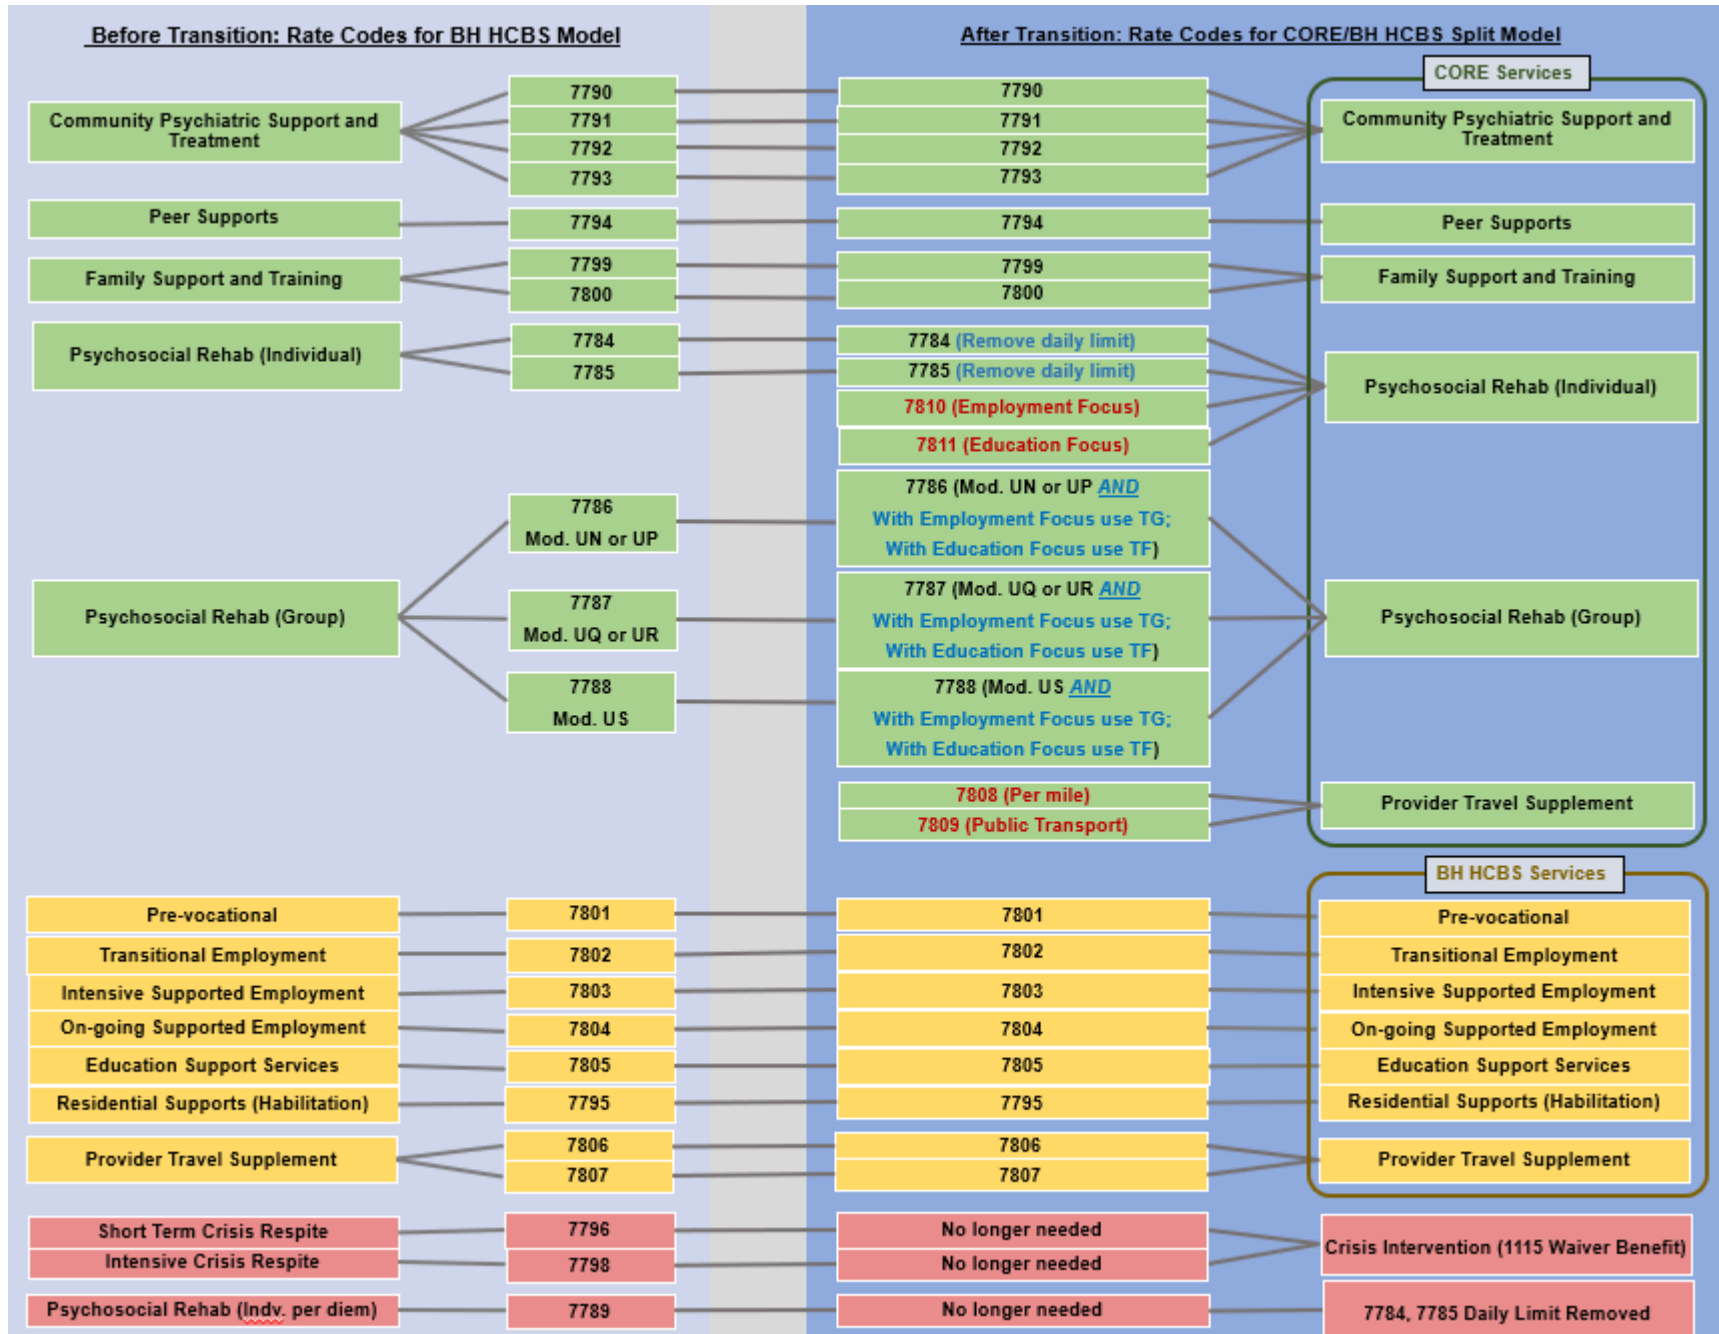 Before Transition: Rate Codes for BH HCBS Model
After Transition: Rate Codes for CORE/BH HCBS Split Model
CORE Services
Community Psychiatric Support and
Treatment
7790
7791
7792
7793
7790
7791
7792
7793
Community Psychiatric Support and
Treatment
Peer Supports
7794
7794
Peer Supports
Family Support and Training
7799
7800
7799
7800
Family Support and Training
Psychosocial Rehab (Individual)
7784
7785
7784 (Remove daily limit)
7785 (Remove daily limit)
7810 (Employment Focus)
7811 (Education Focus)
Psychosocial Rehab (Individual)
Psychosocial Rehab (Group)
7786
Mod. UN or UP
7787
Mod. UQ or UR
7788
Mod. US
7786 (Mod. UN or UP AND
With Employment Focus use TG;
With Education Focus use TF)
7787 (Mod. UQ or UR AND
With Employment Focus use TG;
With Education Focus use TF)
7788 (Mod. US AND
With Employment Focus use TG;
With Education Focus use TF)
Psychosocial Rehab (Group)
7808 (Per mile)
7809 (Public Transport)
Provider Travel Supplement
BH HCBS Services
Pre-vocational
7801
7801
Pre-vocational
Transitional Employment
7802
7802
Transitional Employment
Intensive Supported Employment
7803
7803
Intensive Supported Employment
On-going Supported Employment
7804
7804
On-going Supported Employment
Education Support Services
7805
7805
Education Support Services
Residential Supports (Habilitation)
7795
7795
Residential Supports (Habilitation)
Provider Travel Supplement
7806
7807
7806
7807
Provider Travel Supplement
Short Term Crisis Respite
7796
No longer needed
Intensive Crisis Respite
7798
No longer needed
Crisis Intervention (1115 Waiver Benefit)
Psychosocial Rehab (Indv. per diem)
7789
No longer needed
7784, 7785 Daily Limit Removed